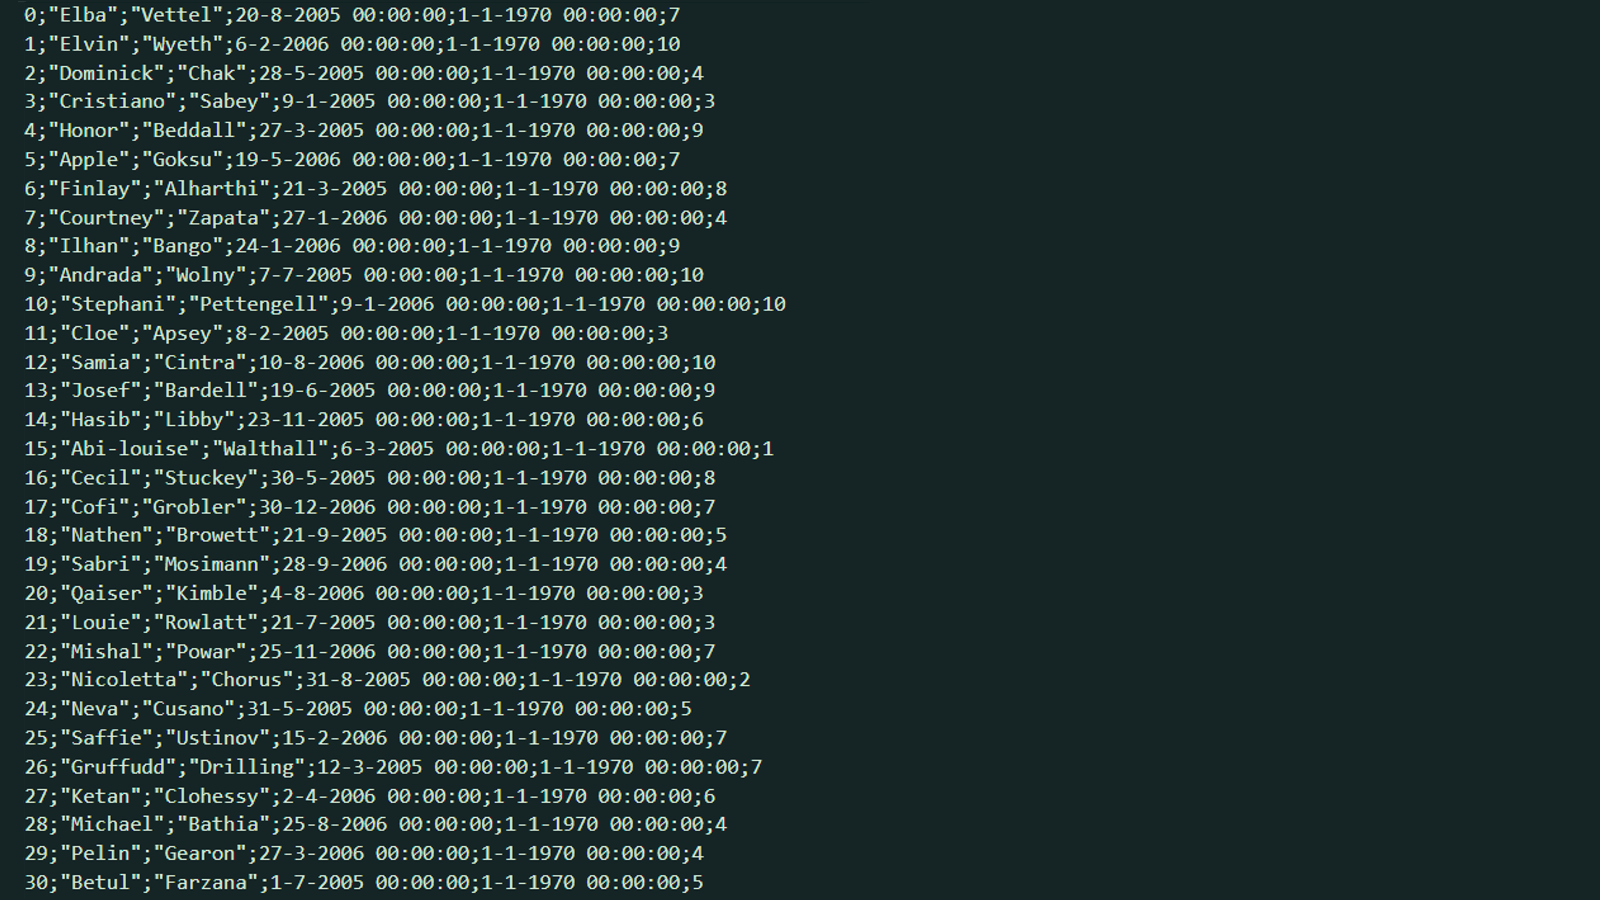 0;"Elba";"Vettel";20-8-2005 00:00:00;1-1-1970 00:00:00;7
1;"Elvin";"Wyeth";6-2-2006 00:00:00;1-1-1970 00:00:00;10
2;"Dominick";"Chak";28-5-2005 00:00:00;1-1-1970 00:00:00;4
3;"Cristiano";"Sabey";9-1-2005 00:00:00;1-1-1970 00:00:00;3
4;"Honor";"Beddall";27-3-2005 00:00:00;1-1-1970 00:00:00;9
5;"Apple";"Goksu";19-5-2006 00:00:00;1-1-1970 00:00:00;7
6;"Finlay";"Alharthi";21-3-2005 00:00:00;1-1-1970 00:00:00;8
7;"Courtney";"Zapata";27-1-2006 00:00:00;1-1-1970 00:00:00;4
8;"Ilhan";"Bango";24-1-2006 00:00:00;1-1-1970 00:00:00;9
9;"Andrada";"Wolny";7-7-2005 00:00:00;1-1-1970 00:00:00;10
10;"Stephani";"Pettengell";9-1-2006 00:00:00;1-1-1970 00:00:00;10
11;"Cloe";"Apsey";8-2-2005 00:00:00;1-1-1970 00:00:00;3
12;"Samia";"Cintra";10-8-2006 00:00:00;1-1-1970 00:00:00;10
13;"Josef";"Bardell";19-6-2005 00:00:00;1-1-1970 00:00:00;9
14;"Hasib";"Libby";23-11-2005 00:00:00;1-1-1970 00:00:00;6
15;"Abi-louise";"Walthall";6-3-2005 00:00:00;1-1-1970 00:00:00;1
16;"Cecil";"Stuckey";30-5-2005 00:00:00;1-1-1970 00:00:00;8
17;"Cofi";"Grobler";30-12-2006 00:00:00;1-1-1970 00:00:00;7
18;"Nathen";"Browett";21-9-2005 00:00:00;1-1-1970 00:00:00;5
19;"Sabri";"Mosimann";28-9-2006 00:00:00;1-1-1970 00:00:00;4
20;"Qaiser";"Kimble";4-8-2006 00:00:00;1-1-1970 00:00:00;3
21;"Louie";"Rowlatt";21-7-2005 00:00:00;1-1-1970 00:00:00;3
22;"Mishal";"Powar";25-11-2006 00:00:00;1-1-1970 00:00:00;7
23;"Nicoletta";"Chorus";31-8-2005 00:00:00;1-1-1970 00:00:00;2
24;"Neva";"Cusano";31-5-2005 00:00:00;1-1-1970 00:00:00;5
25;"Saffie";"Ustinov";15-2-2006 00:00:00;1-1-1970 00:00:00;7
26;"Gruffudd";"Drilling";12-3-2005 00:00:00;1-1-1970 00:00:00;7
27;"Ketan";"Clohessy";2-4-2006 00:00:00;1-1-1970 00:00:00;6
28;"Michael";"Bathia";25-8-2006 00:00:00;1-1-1970 00:00:00;4
29;"Pelin";"Gearon";27-3-2006 00:00:00;1-1-1970 00:00:00;4
30;"Betul";"Farzana";1-7-2005 00:00:00;1-1-1970 00:00:00;5